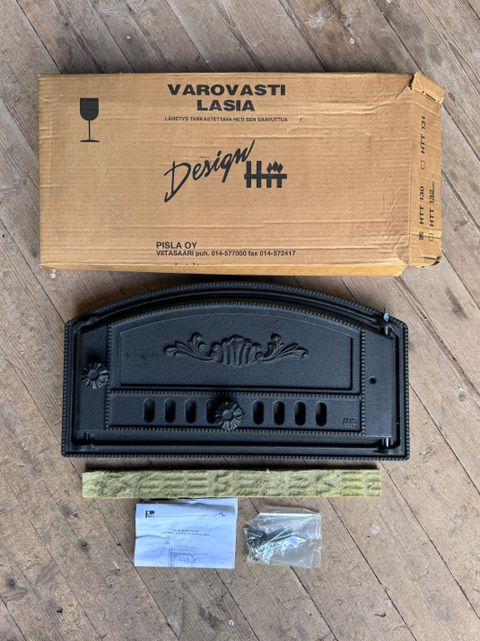 VAROVASTI
LASIA
LÄHETYS TARKASTETTAVA HETI SEN SAAVUTTUA
Design HTT
PISLA OY
VIITASAARI puh. 014-577000 fax 014-572417
HTT 130
HTT 131
HTT 132